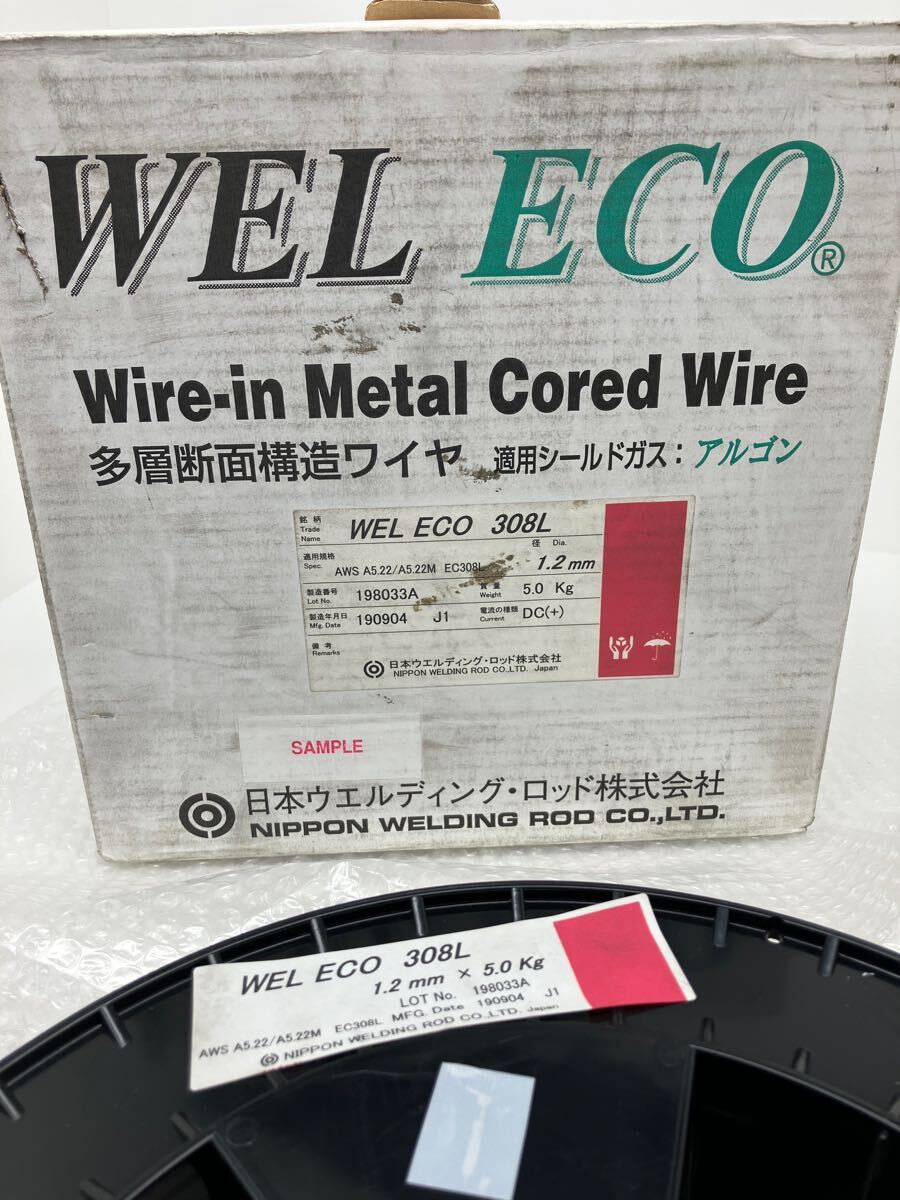 WEL ECO®
Wire-in Metal Cored Wire
多層断面構造ワイヤ 適用シールドガス：アルゴン
銘柄 Trade Name WEL ECO 308L
適用規格 Spec. AWS A5.22/A5.22M EC308L 径 Dia. 1.2 mm
製造番号 Lot No. 198033A 質量 Weight 5.0 Kg
製造年月日 Mfg. Date 190904 J1 電流の種類 Current DC(+)
備考 Remarks
日本ウエルディング・ロッド株式会社
NIPPON WELDING ROD CO.,LTD. Japan
SAMPLE
日本ウエルディング・ロッド株式会社
NIPPON WELDING ROD CO.,LTD.
WEL ECO 308L
1.2 mm × 5.0 Kg
LOT No. 198033A
AWS A5.22/A5.22M EC308L MFG. Date 190904 J1
NIPPON WELDING ROD CO.,LTD. Japan